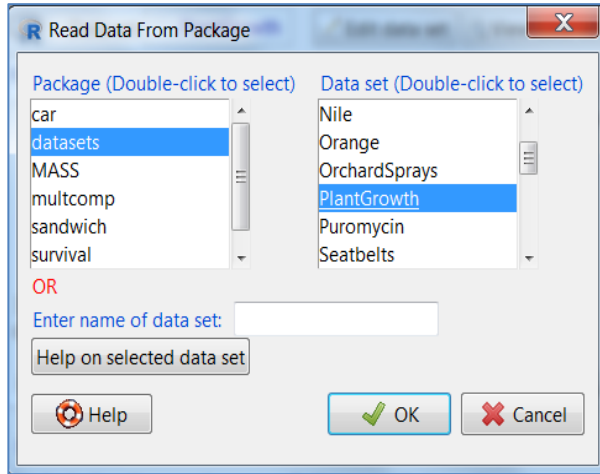 Read Data From Package
Package (Double-click to select)
car
datasets
MASS
multcomp
sandwich
survival
Data set (Double-click to select)
Nile
Orange
OrchardSprays
PlantGrowth
Puromycin
Seatbelts
OR
Enter name of data set:
Help on selected data set
Help
OK
Cancel